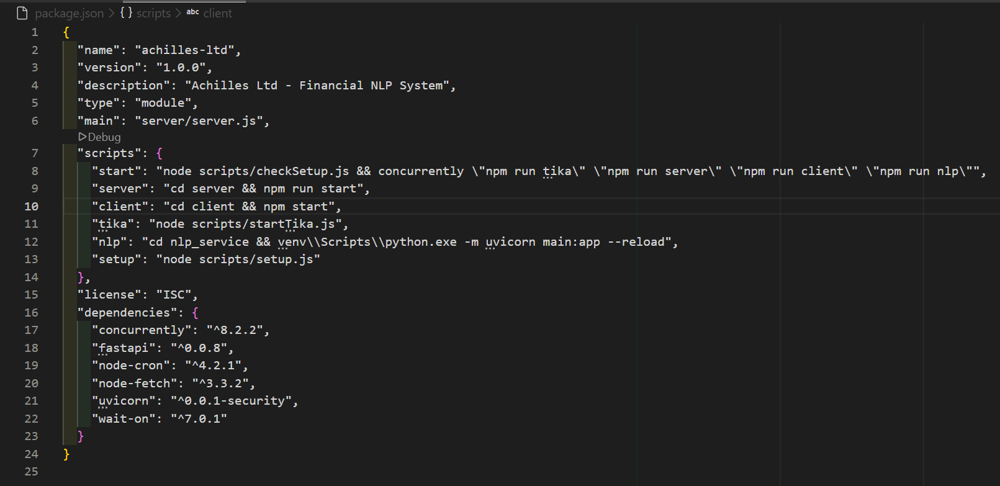 package.json > { } scripts > abc client
1 {
2 "name": "achilles-ltd",
3 "version": "1.0.0",
4 "description": "Achilles Ltd - Financial NLP System",
5 "type": "module",
6 "main": "server/server.js",
Debug
7 "scripts": {
8 "start": "node scripts/checkSetup.js && concurrently \"npm run tika\" \"npm run server\" \"npm run client\" \"npm run nlp\"",
9 "server": "cd server && npm run start",
10 "client": "cd client && npm start",
11 "tika": "node scripts/startTika.js",
12 "nlp": "cd nlp_service && venv\\Scripts\\python.exe -m uvicorn main:app --reload",
13 "setup": "node scripts/setup.js"
14 },
15 "license": "ISC",
16 "dependencies": {
17 "concurrently": "^8.2.2",
18 "fastapi": "^0.0.8",
19 "node-cron": "^4.2.1",
20 "node-fetch": "^3.3.2",
21 "uvicorn": "^0.0.1-security",
22 "wait-on": "^7.0.1"
23 }
24 }
25